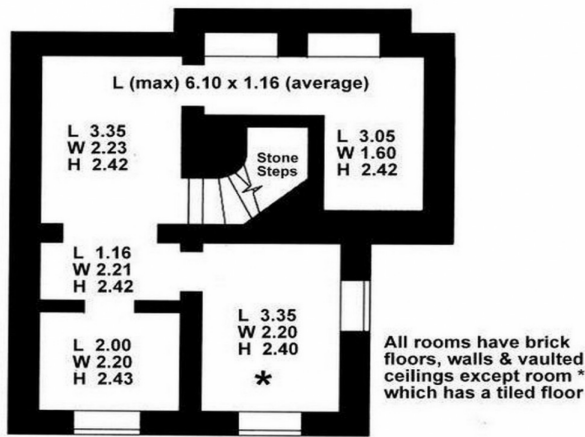 L (max) 6.10 x 1.16 (average)
L 3.35
W 2.23
H 2.42
Stone
Steps
L 3.05
W 1.60
H 2.42
L 1.16
W 2.21
H 2.42
L 3.35
W 2.20
H 2.40
*
L 2.00
W 2.20
H 2.43
All rooms have brick
floors, walls & vaulted
ceilings except room *
which has a tiled floor